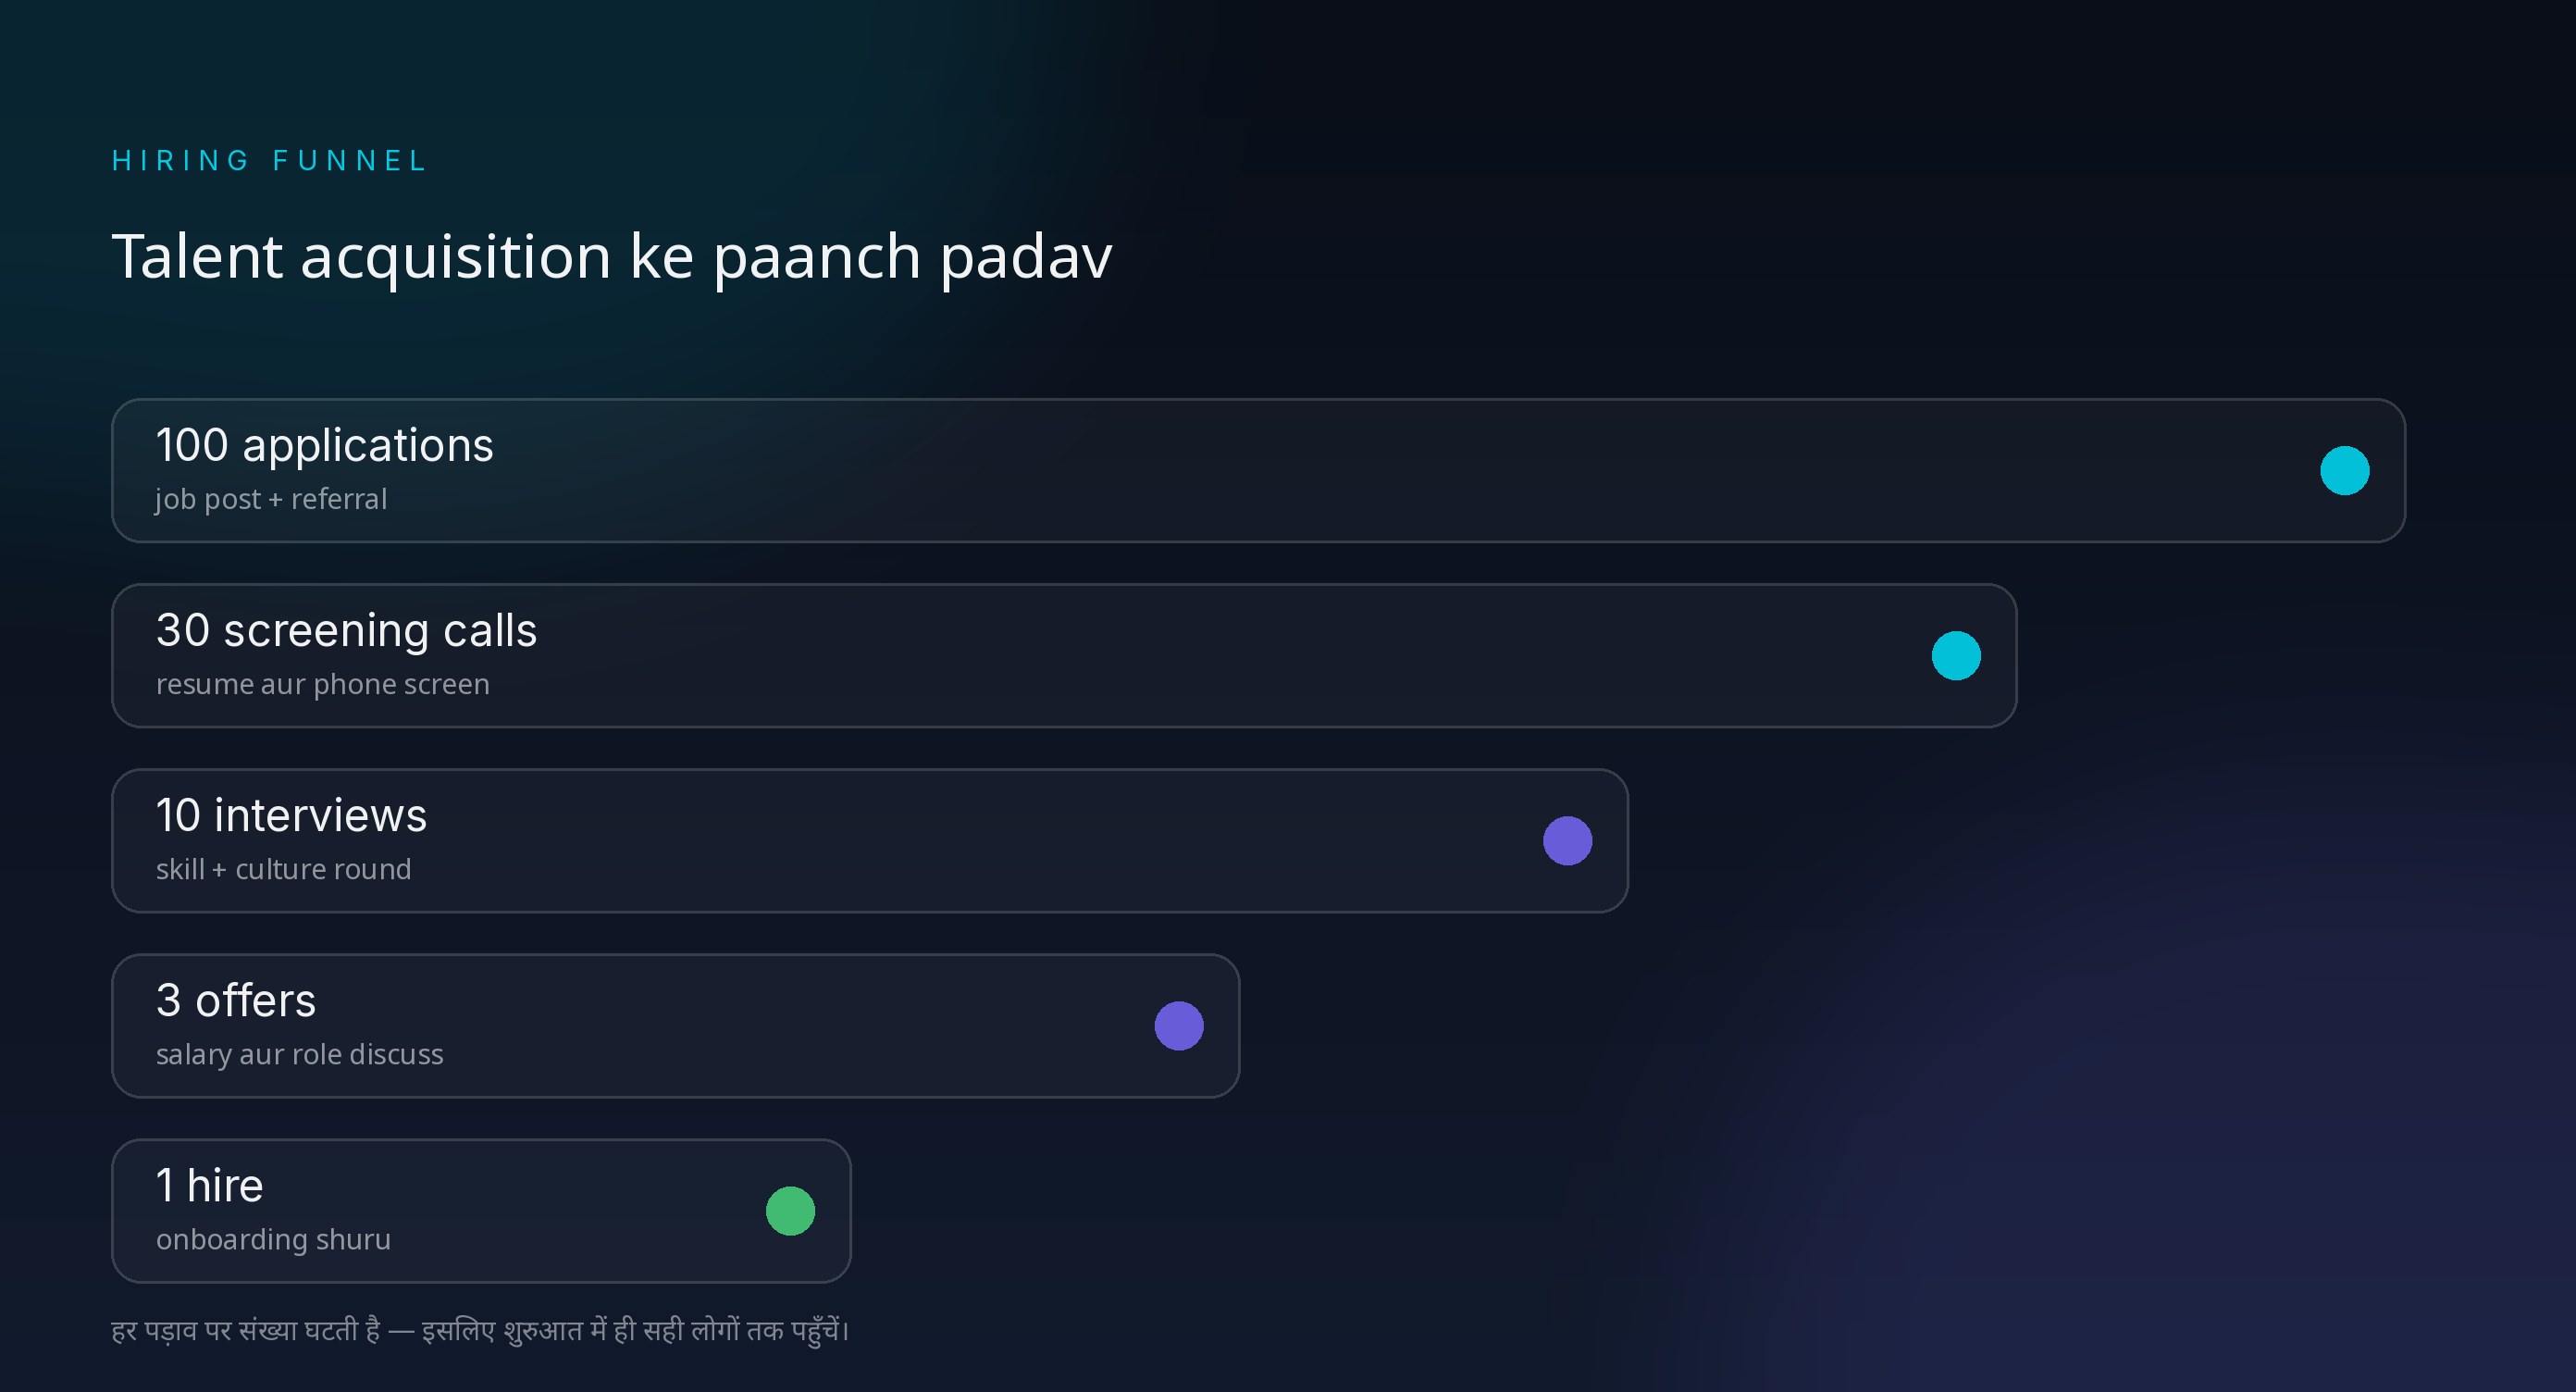 HIRING FUNNEL
Talent acquisition ke paanch padav
100 applications
job post + referral
30 screening calls
resume aur phone screen
10 interviews
skill + culture round
3 offers
salary aur role discuss
1 hire
onboarding shuru
हर पड़ाव पर संख्या घटती है — इसलिए शुरुआत में ही सही लोगों तक पहुँचें।